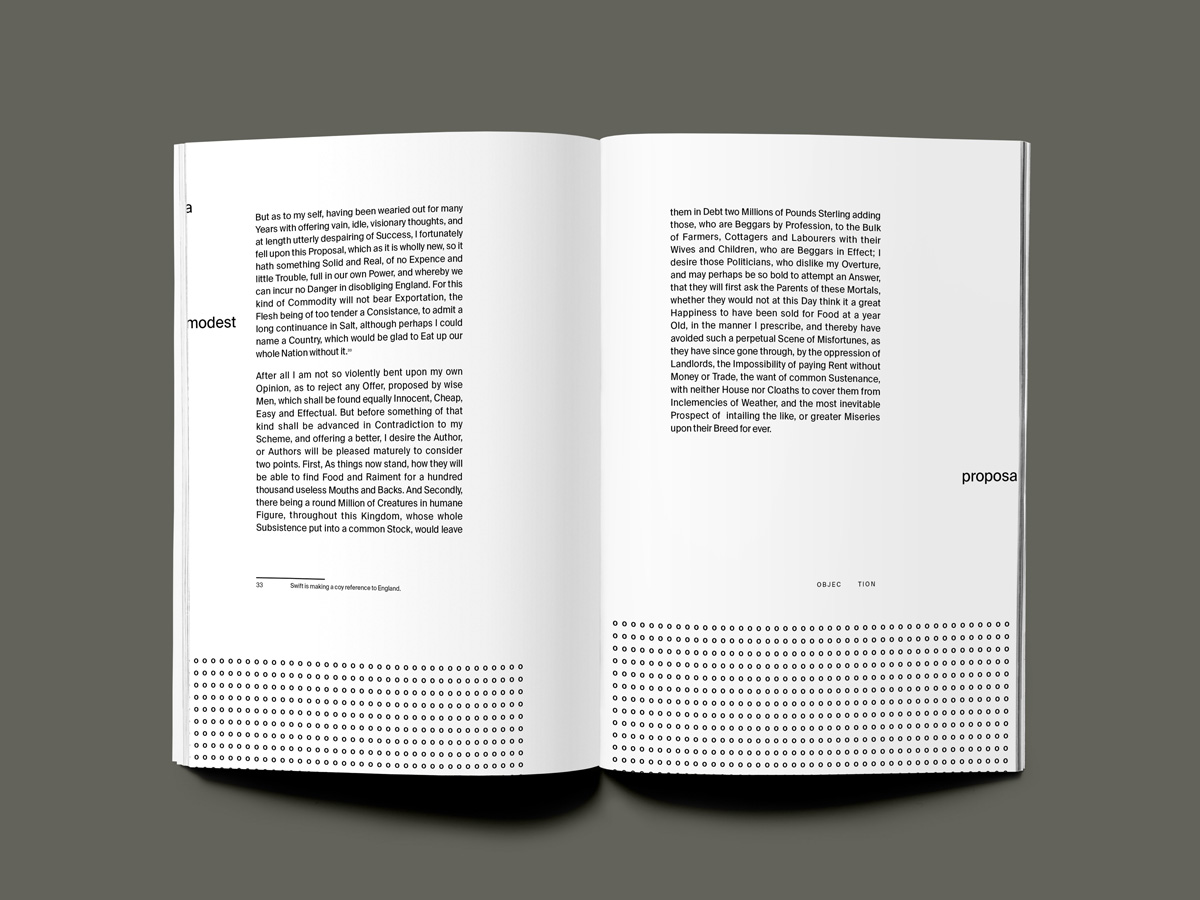 a
modest
But as to my self, having been wearied out for many
Years with offering vain, idle, visionary thoughts, and
at length utterly despairing of Success, I fortunately
fell upon this Proposal, which as it is wholly new, so it
hath something Solid and Real, of no Expence and
little Trouble, full in our own Power, and whereby we
can incur no Danger in disobliging England. For this
kind of Commodity will not bear Exportation, the
Flesh being of too tender a Consistance, to admit a
long continuance in Salt, although perhaps I could
name a Country, which would be glad to Eat up our
whole Nation without it.³³
After all I am not so violently bent upon my own
Opinion, as to reject any Offer, proposed by wise
Men, which shall be found equally Innocent, Cheap,
Easy and Effectual. But before something of that
kind shall be advanced in Contradiction to my
Scheme, and offering a better, I desire the Author,
or Authors will be pleased maturely to consider
two points. First, As things now stand, how they will
be able to find Food and Raiment for a hundred
thousand useless Mouths and Backs. And Secondly,
there being a round Million of Creatures in humane
Figure, throughout this Kingdom, whose whole
Subsistence put into a common Stock, would leave
33 Swift is making a coy reference to England.
them in Debt two Millions of Pounds Sterling adding
those, who are Beggars by Profession, to the Bulk
of Farmers, Cottagers and Labourers with their
Wives and Children, who are Beggars in Effect; I
desire those Politicians, who dislike my Overture,
and may perhaps be so bold to attempt an Answer,
that they will first ask the Parents of these Mortals,
whether they would not at this Day think it a great
Happiness to have been sold for Food at a year
Old, in the manner I prescribe, and thereby have
avoided such a perpetual Scene of Misfortunes, as
they have since gone through, by the oppression of
Landlords, the Impossibility of paying Rent without
Money or Trade, the want of common Sustenance,
with neither House nor Cloaths to cover them from
Inclemencies of Weather, and the most inevitable
Prospect of intailing the like, or greater Miseries
upon their Breed for ever.
proposa
OBJEC TION